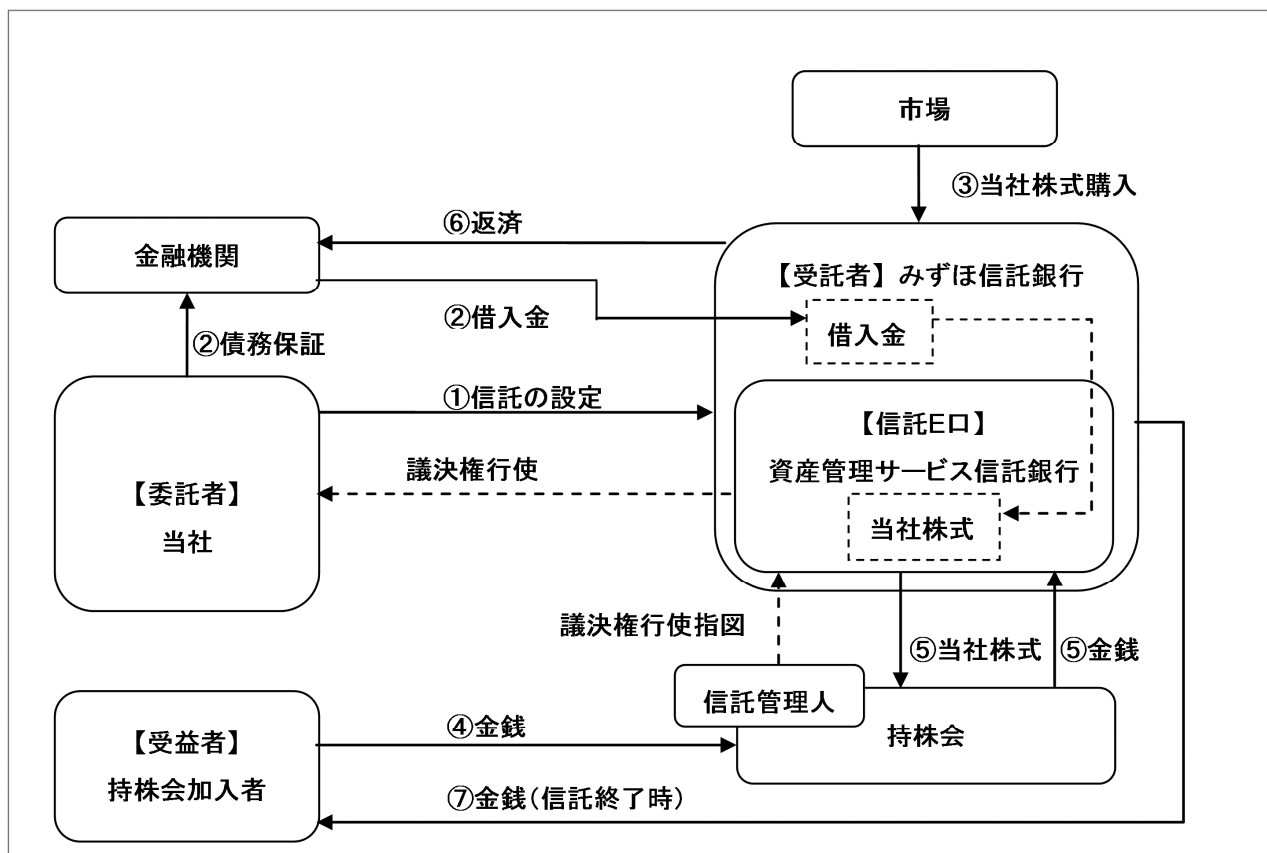 市場
③当社株式購入
⑥返済
金融機関
【受託者】みずほ信託銀行
②借入金
借入金
②債務保証
①信託の設定
【信託E口】
資産管理サービス信託銀行
議決権行使
【委託者】
当社
当社株式
議決権行使指図
⑤当社株式
⑤金銭
信託管理人
持株会
④金銭
【受益者】
持株会加入者
⑦金銭(信託終了時)